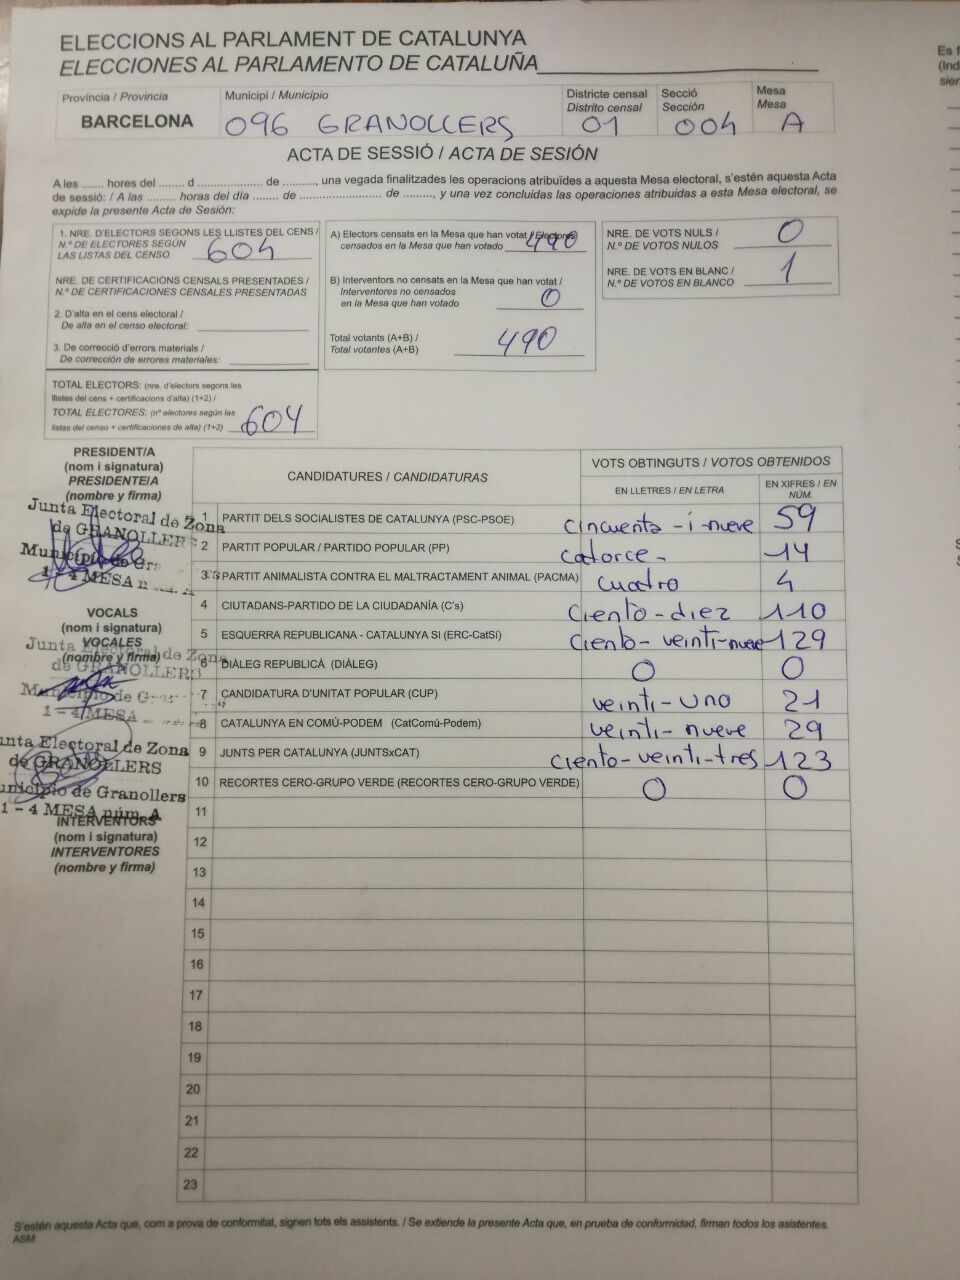 ELECCIONS AL PARLAMENT DE CATALUNYA
ELECCIONES AL PARLAMENTO DE CATALUÑA
Província / Provincia
BARCELONA
Municipi / Municipio
096 GRANOLLERS
Districte censal
Distrito censal
01
Secció
Sección
004
Mesa
Mesa
A
ACTA DE SESSIÓ / ACTA DE SESIÓN
A les ....... hores del ....... d .................... de .........., una vegada finalitzades les operacions atribuïdes a aquesta Mesa electoral, s'estén aquesta Acta
de sessió: / A las ........ horas del día ........ de ........................ de .........., y una vez concluidas las operaciones atribuidas a esta Mesa electoral, se
expide la presente Acta de Sesión:
1. NRE. D'ELECTORS SEGONS LES LLISTES DEL CENS /
N.º DE ELECTORES SEGÚN
LAS LISTAS DEL CENSO 604
NRE. DE CERTIFICACIONS CENSALS PRESENTADES /
N.º DE CERTIFICACIONES CENSALES PRESENTADAS
2. D'alta en el cens electoral /
De alta en el censo electoral:
3. De correcció d'errors materials /
De corrección de errores materiales:
TOTAL ELECTORS: (nre. d'electors segons les
llistes del cens + certificacions d'alta) (1+2) /
TOTAL ELECTORES: (nº electores según las
listas del censo + certificaciones de alta) (1+2) 604
A) Electors censats en la Mesa que han votat / Electores
censados en la Mesa que han votado 490
B) Interventors no censats en la Mesa que han votat /
Interventores no censados
en la Mesa que han votado 0
Total votants (A+B) /
Total votantes (A+B) 490
NRE. DE VOTS NULS /
N.º DE VOTOS NULOS 0
NRE. DE VOTS EN BLANC /
N.º DE VOTOS EN BLANCO 1
PRESIDENT/A
(nom i signatura)
PRESIDENTE/A
(nombre y firma)
Junta Electoral de Zona
de GRANOLLERS
Municipio de Gr
1 - 4 MESA n
VOCALS
(nom i signatura)
VOCALES
(nombre y firma)
Junta Electoral de Zona
de GRANOLLERS
Municipio de G
1 - 4 MESA
nta Electoral de Zona
de GRANOLLERS
unicipio de Granollers
1 - 4 MESA núm. A
INTERVENTORS
(nom i signatura)
INTERVENTORES
(nombre y firma)
CANDIDATURES / CANDIDATURAS
VOTS OBTINGUTS / VOTOS OBTENIDOS
EN LLETRES / EN LETRA
EN XIFRES / EN NÚM.
1 PARTIT DELS SOCIALISTES DE CATALUNYA (PSC-PSOE) cincuenta-i-nueve 59
2 PARTIT POPULAR / PARTIDO POPULAR (PP) catorce- 14
3 PARTIT ANIMALISTA CONTRA EL MALTRACTAMENT ANIMAL (PACMA) cuatro 4
4 CIUTADANS-PARTIDO DE LA CIUDADANÍA (C's) ciento-diez 110
5 ESQUERRA REPUBLICANA - CATALUNYA SI (ERC-CatSí) ciento-veinti-nueve 129
6 DIÀLEG REPUBLICÀ (DIÀLEG) 0 0
7 CANDIDATURA D'UNITAT POPULAR (CUP) veinti-uno 21
8 CATALUNYA EN COMÚ-PODEM (CatComú-Podem) veinti-nueve 29
9 JUNTS PER CATALUNYA (JUNTSxCAT) ciento-veinti-tres 123
10 RECORTES CERO-GRUPO VERDE (RECORTES CERO-GRUPO VERDE) 0 0
11
12
13
14
15
16
17
18
19
20
21
22
23
S'estén aquesta Acta que, com a prova de conformitat, signen tots els assistents. / Se extiende la presente Acta que, en prueba de conformidad, firman todos los asistentes.
ASM